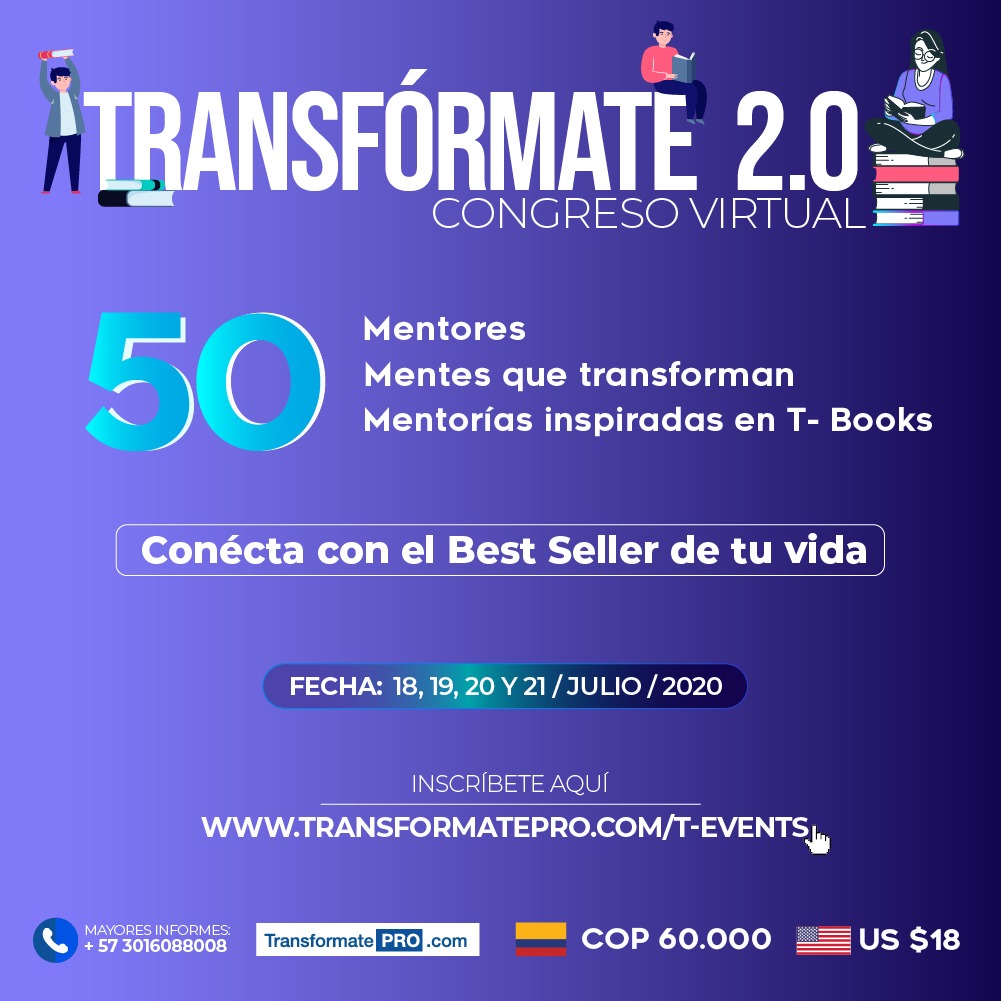 TRANSFÓRMATE 2.0
CONGRESO VIRTUAL
50
Mentores
Mentes que transforman
Mentorías inspiradas en T- Books
Conécta con el Best Seller de tu vida
FECHA: 18, 19, 20 Y 21 / JULIO / 2020
INSCRÍBETE AQUÍ
WWW.TRANSFORMATEPRO.COM/T-EVENTS
MAYORES INFORMES:
+ 57 3016088008
TransformatePRO.com
COP 60.000
US $18